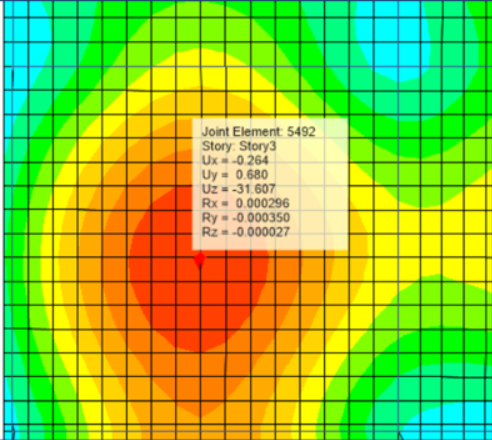 Joint Element: 5492
Story: Story3
Ux = -0.264
Uy = 0.680
Uz = -31.607
Rx = 0.000296
Ry = -0.000350
Rz = -0.000027